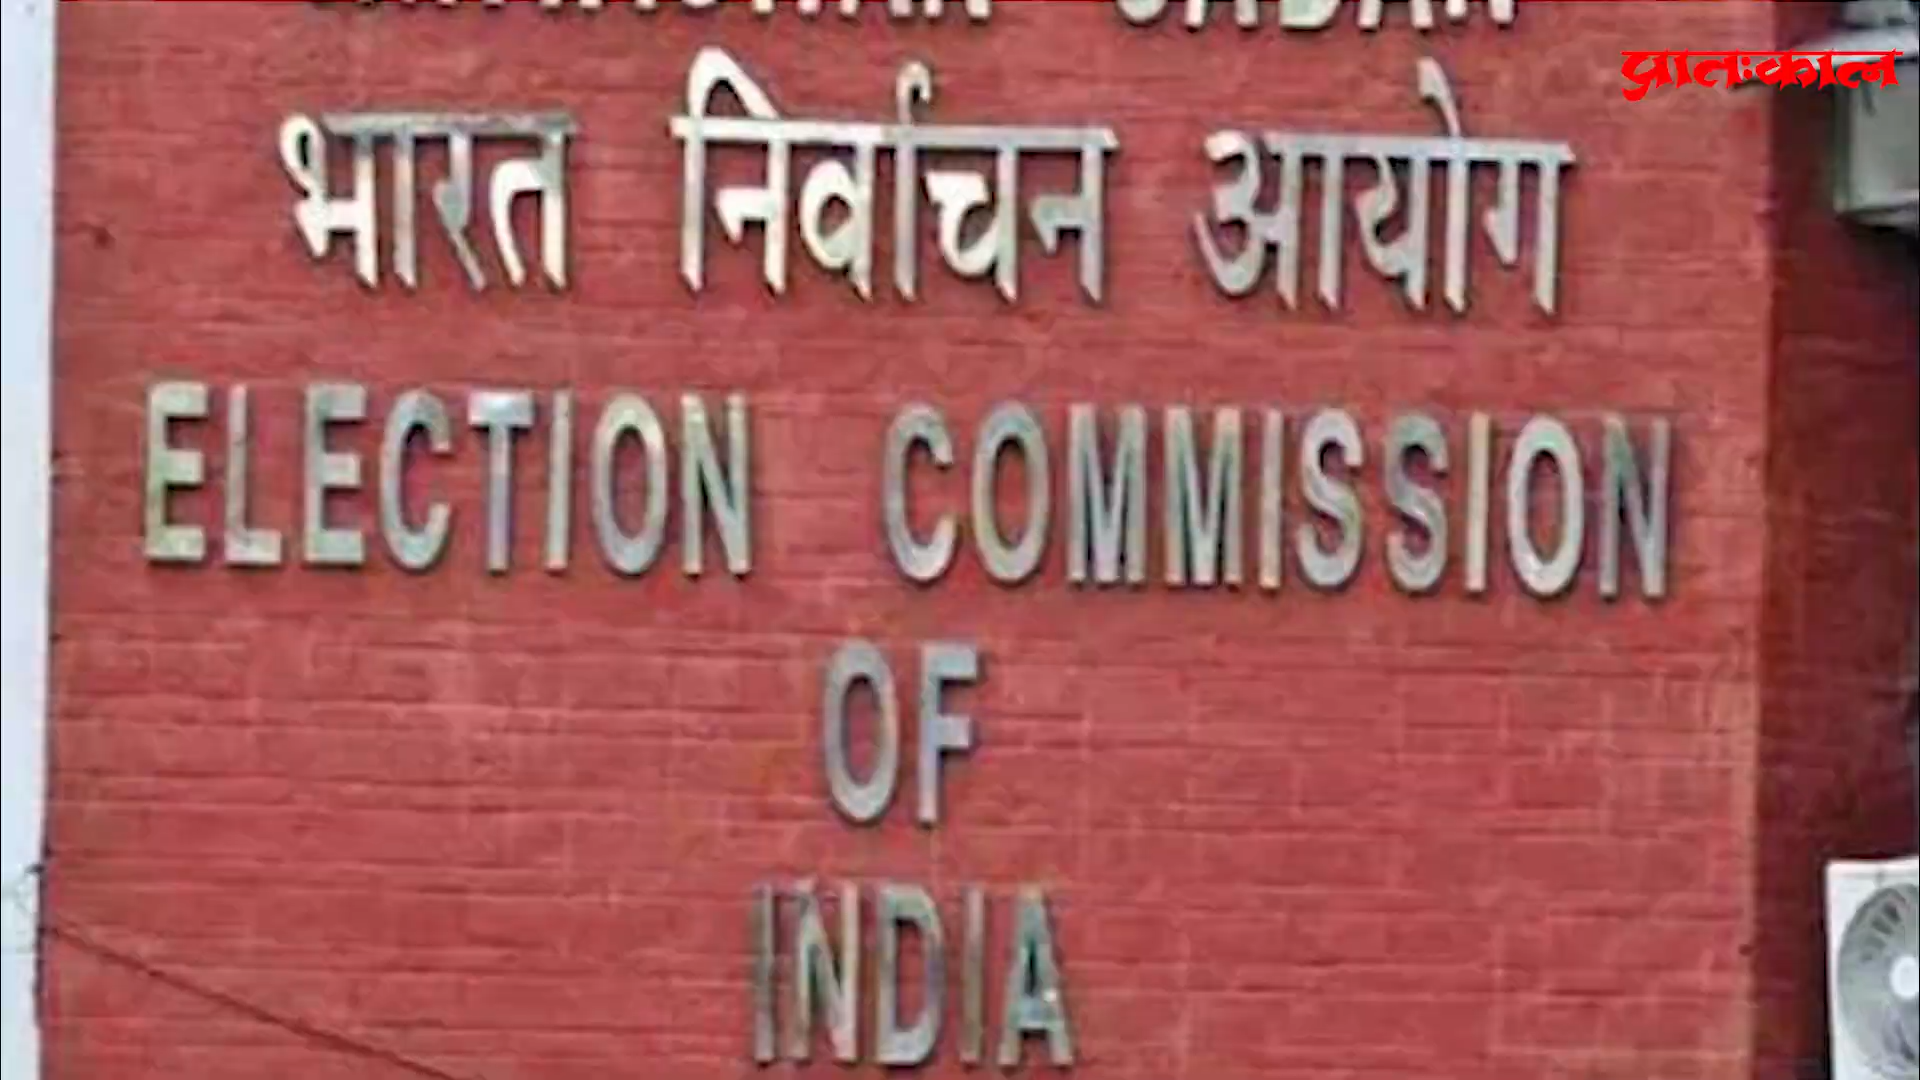 प्रातःकाल
भारत निर्वाचन आयोग
ELECTION COMMISSION
OF
INDIA